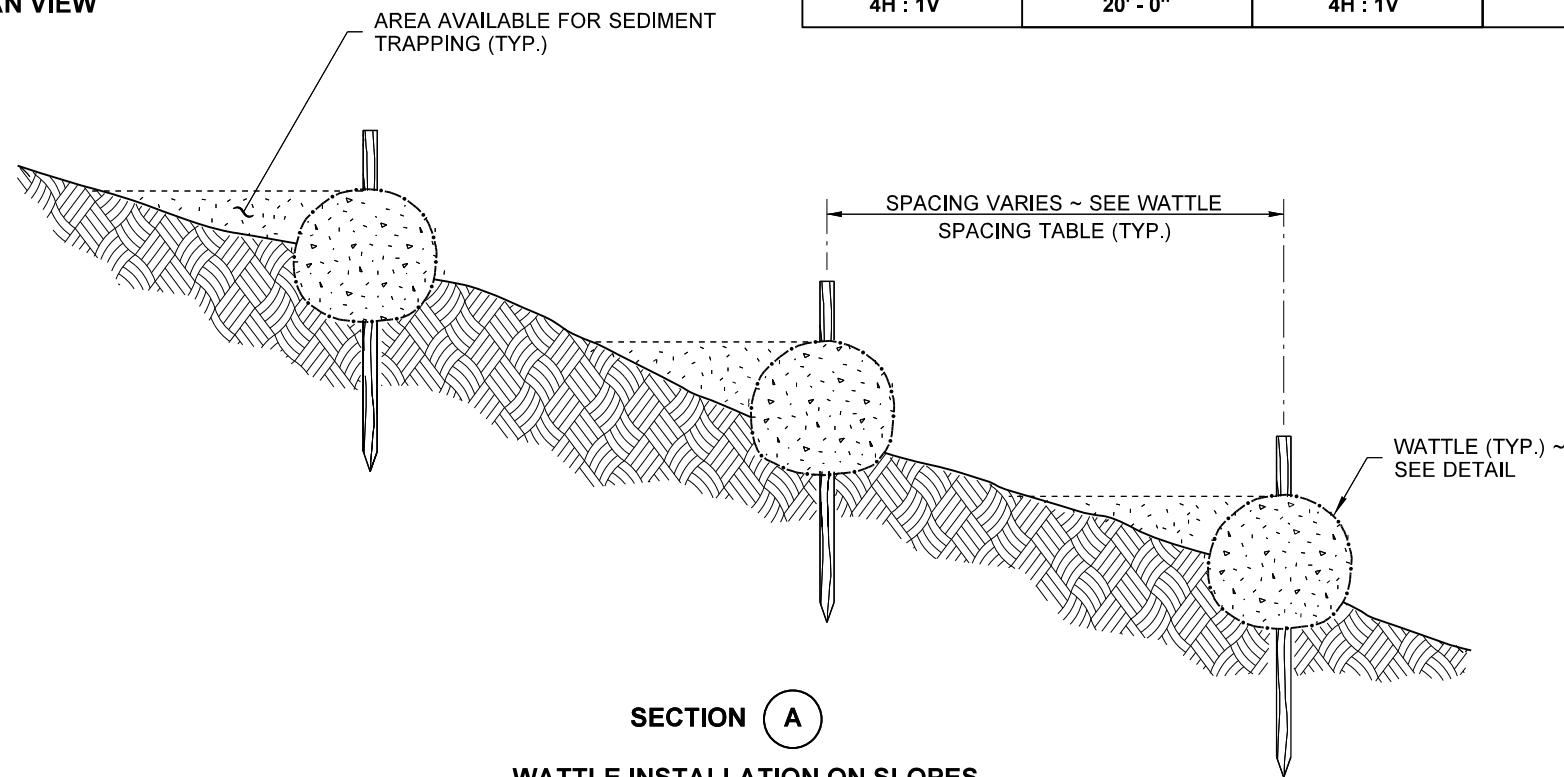 AN VIEW
4H : 1V 20' - 0" 4H : 1V
AREA AVAILABLE FOR SEDIMENT
TRAPPING (TYP.)
SPACING VARIES ~ SEE WATTLE
SPACING TABLE (TYP.)
WATTLE (TYP.) ~
SEE DETAIL
SECTION A
WATTLE INSTALLATION ON SLOPES